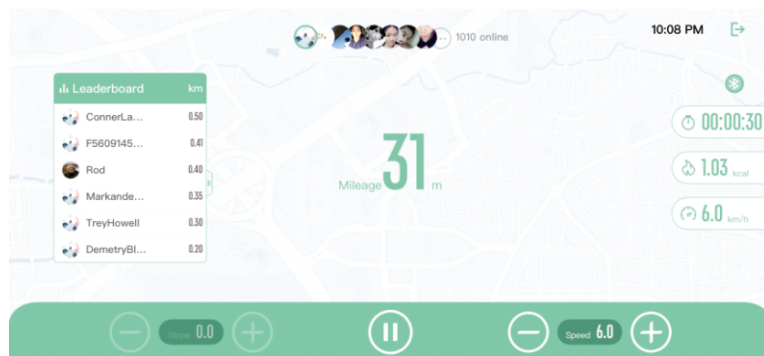 10:08 PM
1010 online
Leaderboard km
ConnerLa... 0.50
F5609145... 0.41
Rod 0.40
Markande... 0.35
TreyHowell 0.30
DemetryBl... 0.20
Mileage 31 m
00:00:30
1.03 kcal
6.0 km/h
Slope 0.0
Speed 6.0